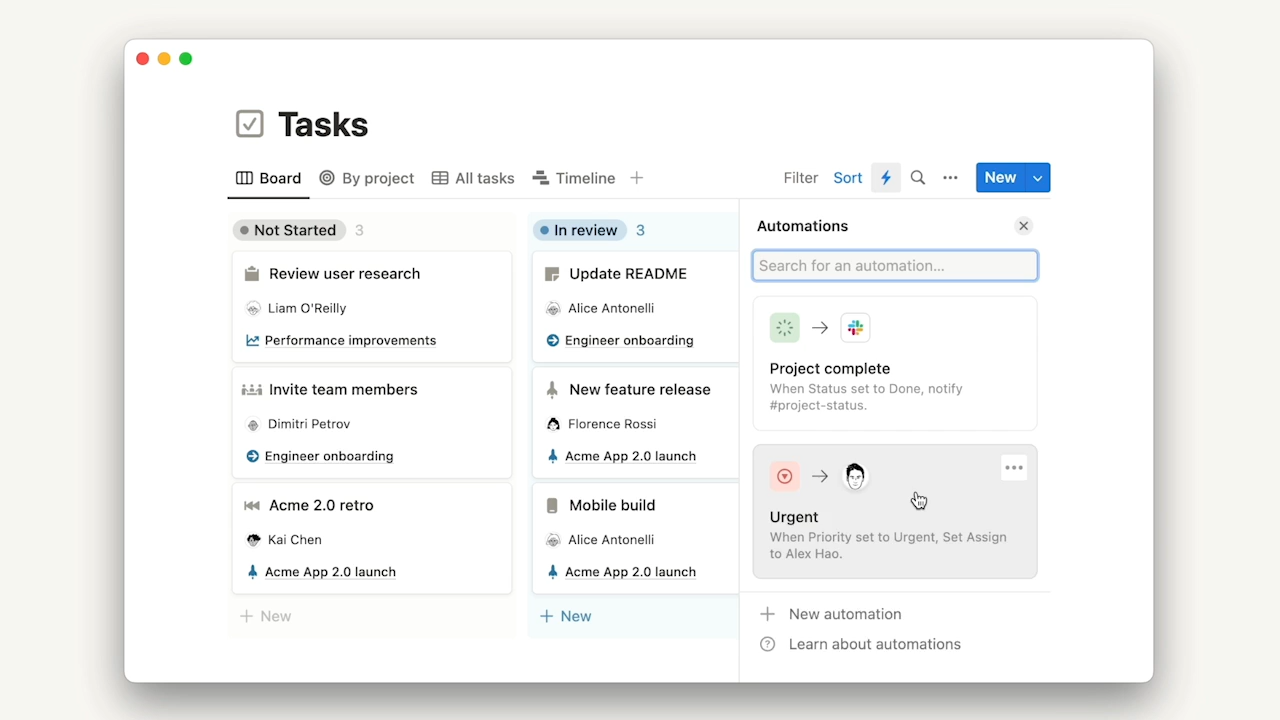 Tasks
Board
By project
All tasks
Timeline
Filter
Sort
New
Not Started 3
Review user research
Liam O'Reilly
Performance improvements
Invite team members
Dimitri Petrov
Engineer onboarding
Acme 2.0 retro
Kai Chen
Acme App 2.0 launch
New
In review 3
Update README
Alice Antonelli
Engineer onboarding
New feature release
Florence Rossi
Acme App 2.0 launch
Mobile build
Alice Antonelli
Acme App 2.0 launch
New
Automations
Search for an automation...
Project complete
When Status set to Done, notify
#project-status.
Urgent
When Priority set to Urgent, Set Assign
to Alex Hao.
New automation
Learn about automations